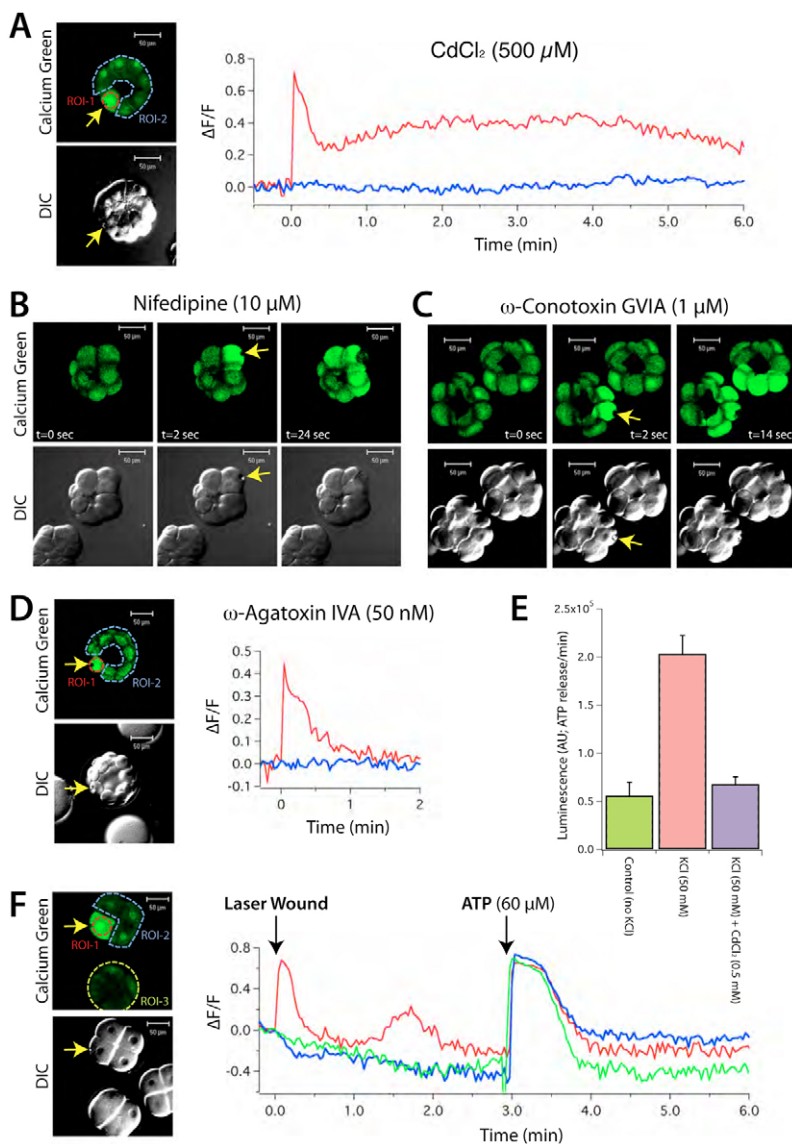 A
Calcium Green
50 µm
ROI-1
ROI-2
DIC
50 µm
CdCl₂ (500 µM)
ΔF/F
0.8
0.6
0.4
0.2
0.0
0.0 1.0 2.0 3.0 4.0 5.0 6.0
Time (min)
B
Nifedipine (10 µM)
Calcium Green
50 µm
t=0 sec
50 µm
t=2 sec
50 µm
t=24 sec
DIC
50 µm
50 µm
50 µm
C
ω-Conotoxin GVIA (1 µM)
50 µm
t=0 sec
50 µm
t=2 sec
50 µm
t=14 sec
50 µm
50 µm
50 µm
D
Calcium Green
50 µm
ROI-1
ROI-2
DIC
50 µm
ω-Agatoxin IVA (50 nM)
ΔF/F
0.5
0.4
0.3
0.2
0.1
0.0
-0.1
0 1 2
Time (min)
E
Luminescence (AU; ATP release/min)
2.5x10⁵
2.0
1.5
1.0
0.5
0.0
Control (no KCl)
KCl (50 mM)
KCl (50 mM) + CdCl₂ (0.5 mM)
F
Calcium Green
50 µm
ROI-1
ROI-2
ROI-3
DIC
50 µm
Laser Wound
ATP (60 µM)
ΔF/F
0.8
0.4
0.0
-0.4
0.0 1.0 2.0 3.0 4.0 5.0 6.0
Time (min)